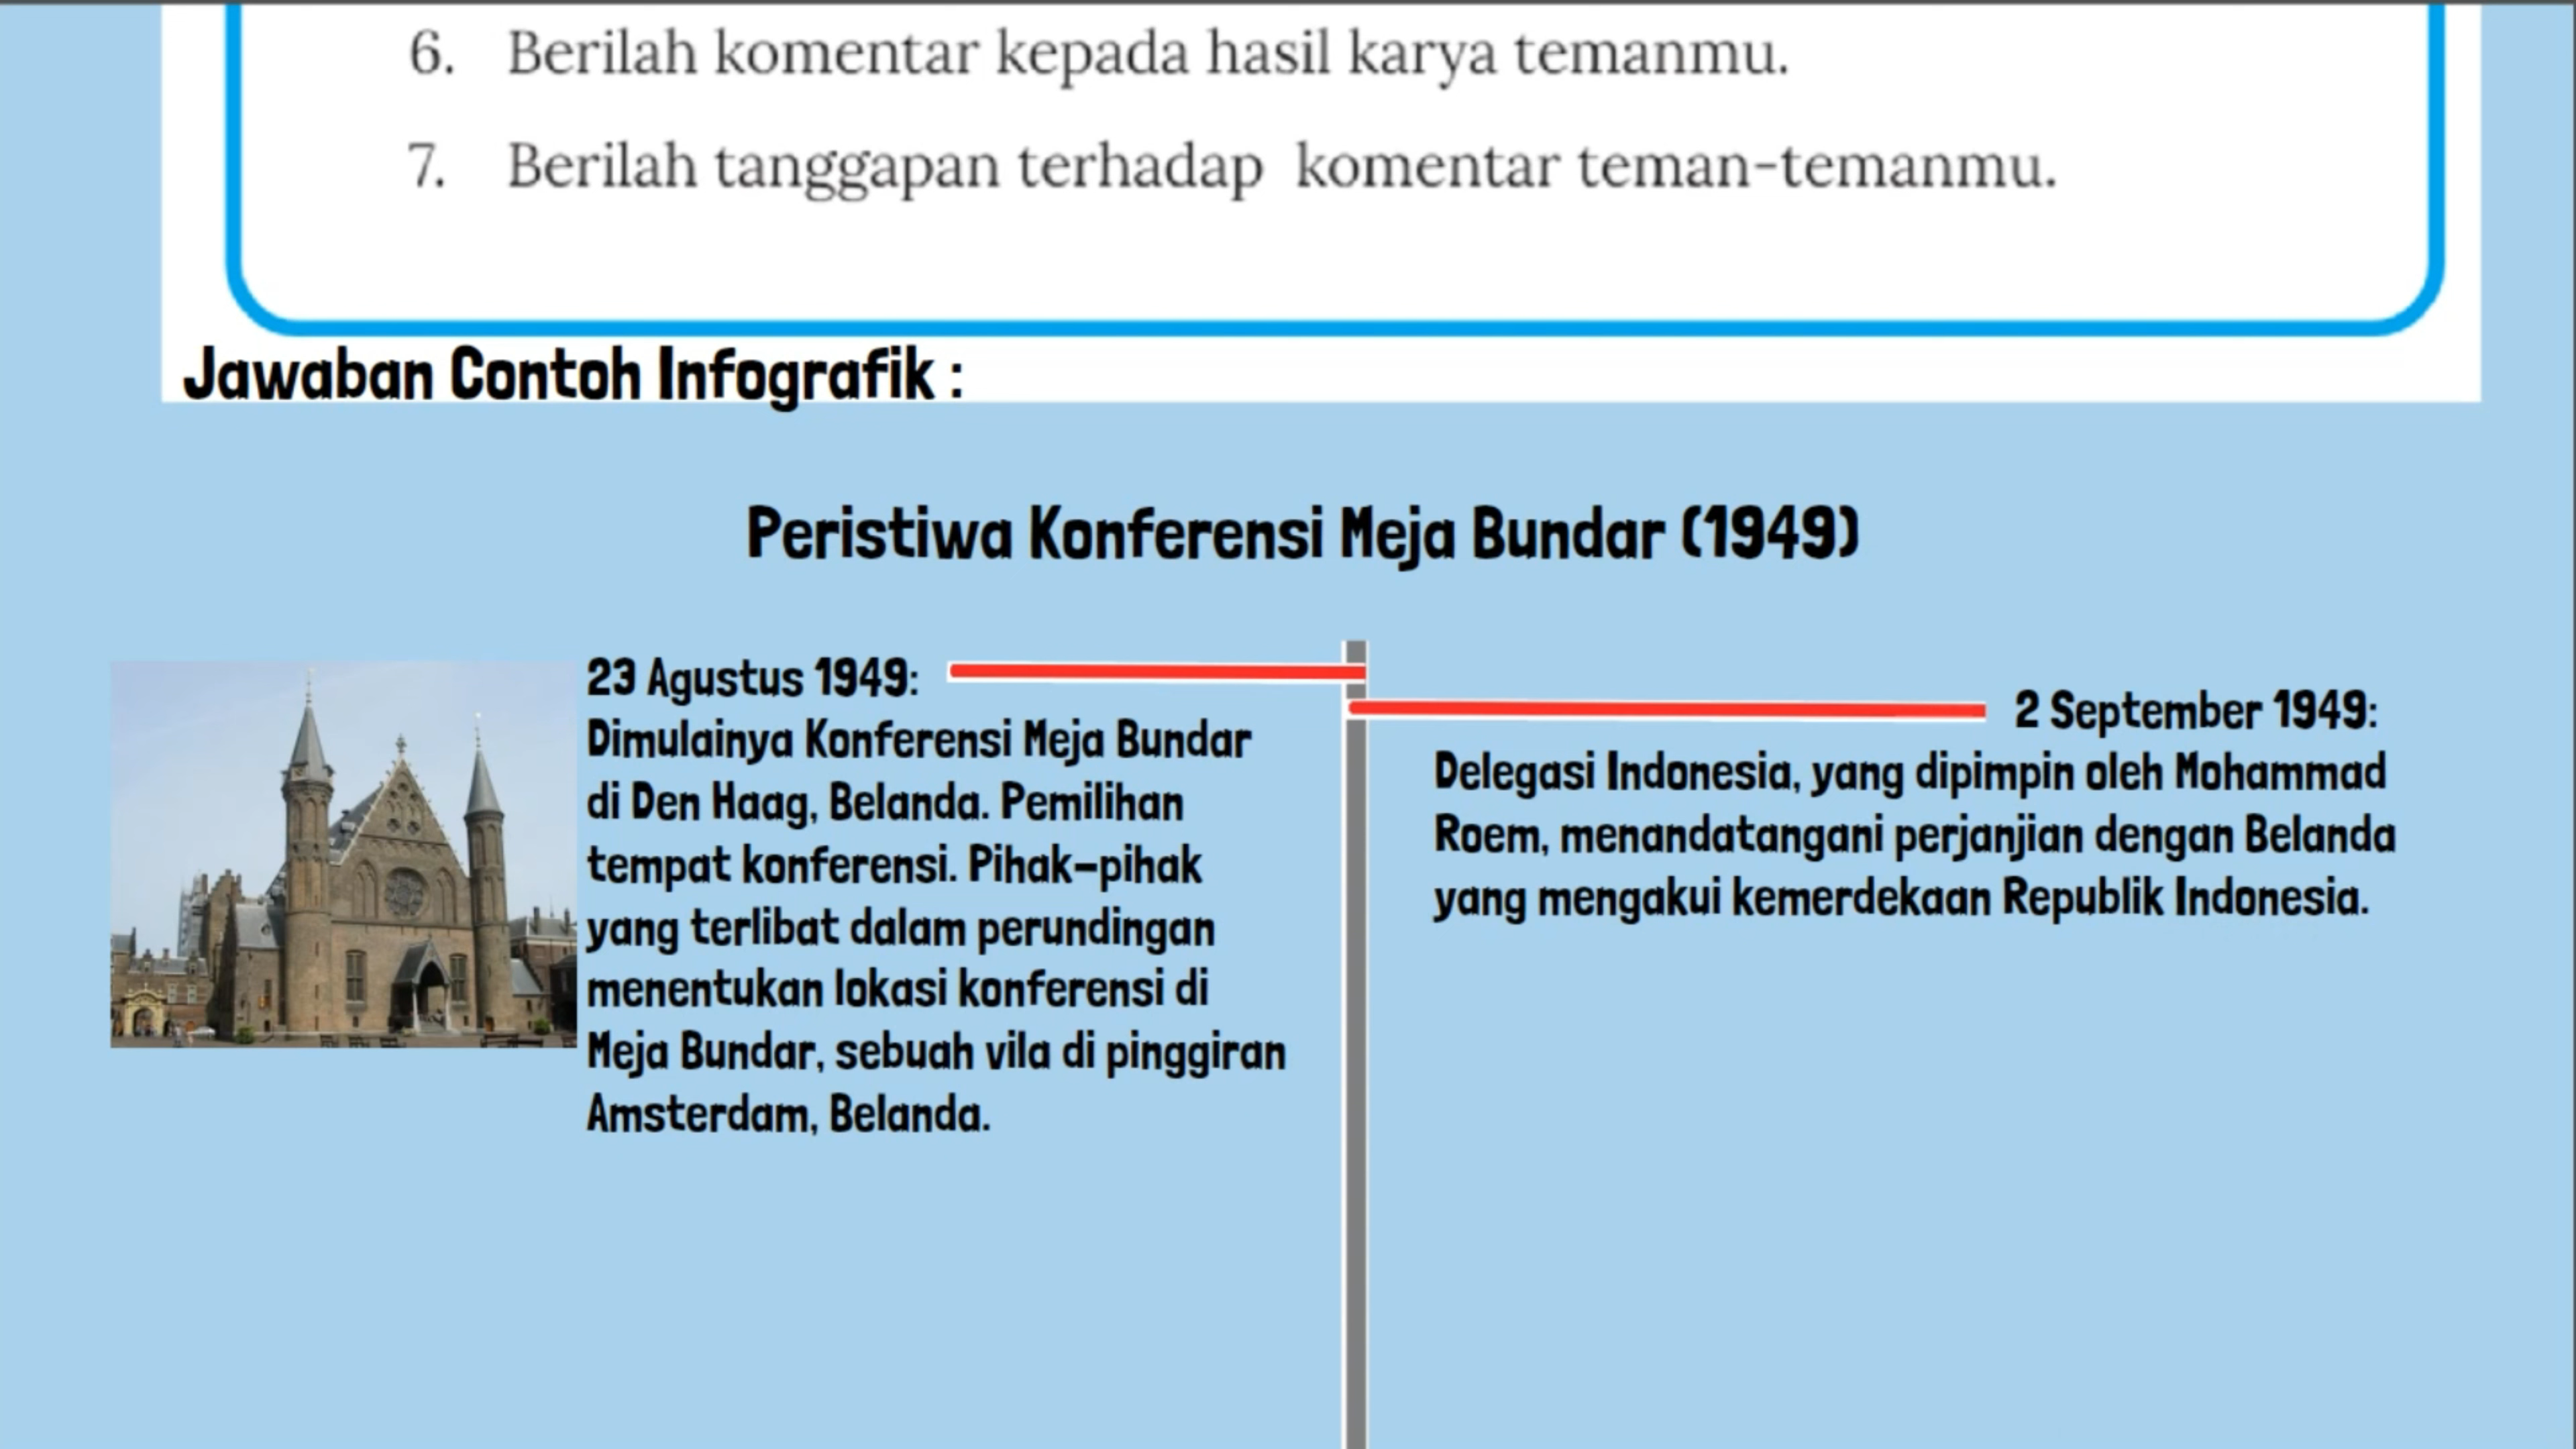 6. Berilah komentar kepada hasil karya temanmu.
7. Berilah tanggapan terhadap komentar teman-temanmu.
Jawaban Contoh Infografik :
Peristiwa Konferensi Meja Bundar (1949)
23 Agustus 1949:
Dimulainya Konferensi Meja Bundar
di Den Haag, Belanda. Pemilihan
tempat konferensi. Pihak-pihak
yang terlibat dalam perundingan
menentukan lokasi konferensi di
Meja Bundar, sebuah vila di pinggiran
Amsterdam, Belanda.
2 September 1949:
Delegasi Indonesia, yang dipimpin oleh Mohammad
Roem, menandatangani perjanjian dengan Belanda
yang mengakui kemerdekaan Republik Indonesia.